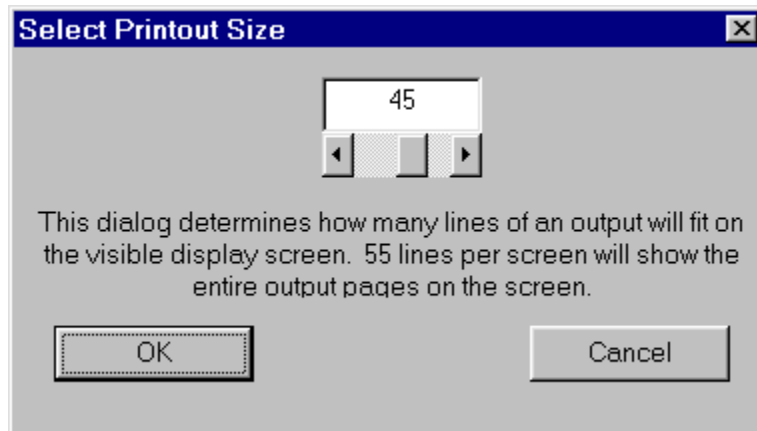 Select Printout Size
45
This dialog determines how many lines of an output will fit on
the visible display screen. 55 lines per screen will show the
entire output pages on the screen.
OK
Cancel